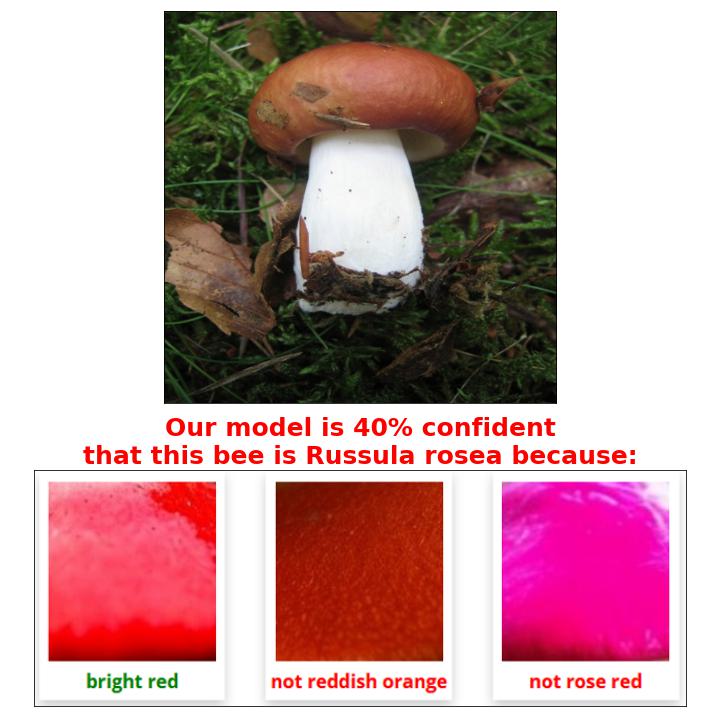 Our model is 40% confident
that this bee is Russula rosea because:
bright red
not reddish orange
not rose red